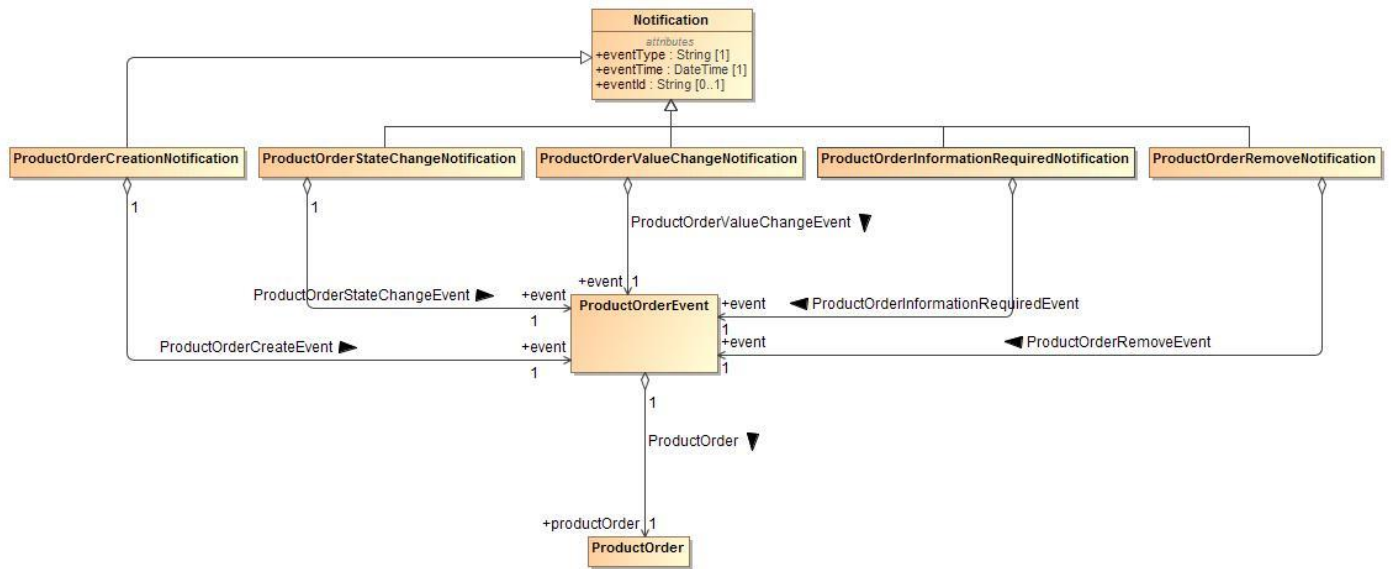 Notification
attributes
+eventType : String [1]
+eventTime : DateTime [1]
+eventId : String [0..1]
ProductOrderCreationNotification
ProductOrderStateChangeNotification
ProductOrderValueChangeNotification
ProductOrderInformationRequiredNotification
ProductOrderRemoveNotification
1
1
ProductOrderValueChangeEvent
+event 1
ProductOrderStateChangeEvent
+event
1
ProductOrderEvent
+event
1
ProductOrderInformationRequiredEvent
ProductOrderCreateEvent
+event
1
+event
1
ProductOrderRemoveEvent
1
ProductOrder
+productOrder 1
ProductOrder